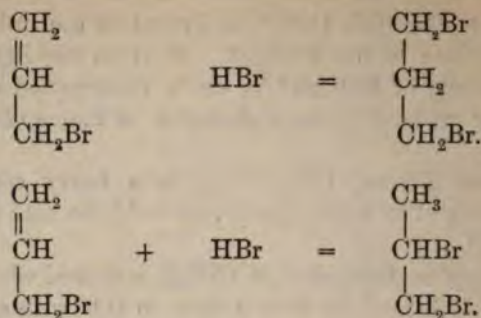 CH₂
CH HBr = CH₂Br
CH₂
CH₂Br CH₂Br.
CH₂ CH₃
CH + HBr = CHBr
CH₂Br CH₂Br.